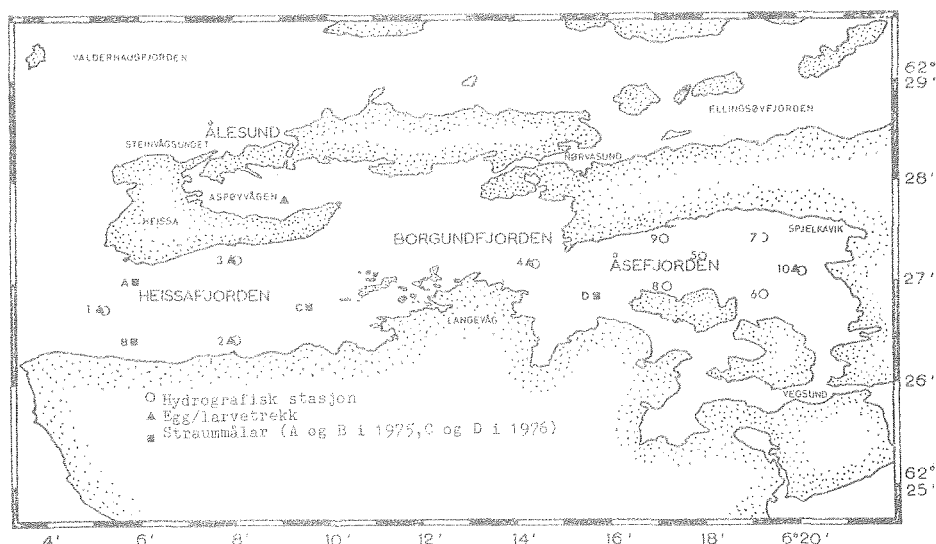 VALDERHAUGFJORDEN
62°
29'
ELLINGSØYFJORDEN
ÅLESUND
STEINVÅGSUNDET
NØRVASUND
28'
ASPØYVÅGEN
HEISSA
SPJELKAVIK
BORGUNDFJORDEN
9 7
3 4 5 10
ÅSEFJORDEN
27'
A
HEISSAFJORDEN
D 8 6
1 C
LANGEVÅG
B 2
26'
VEGSUND
Hydrografisk stasjon
Egg/larvetrekk
Straummålar (A og B i 1975,C og D i 1976)
62°
25'
4' 6' 8' 10' 12' 14' 16' 18' 6°20'